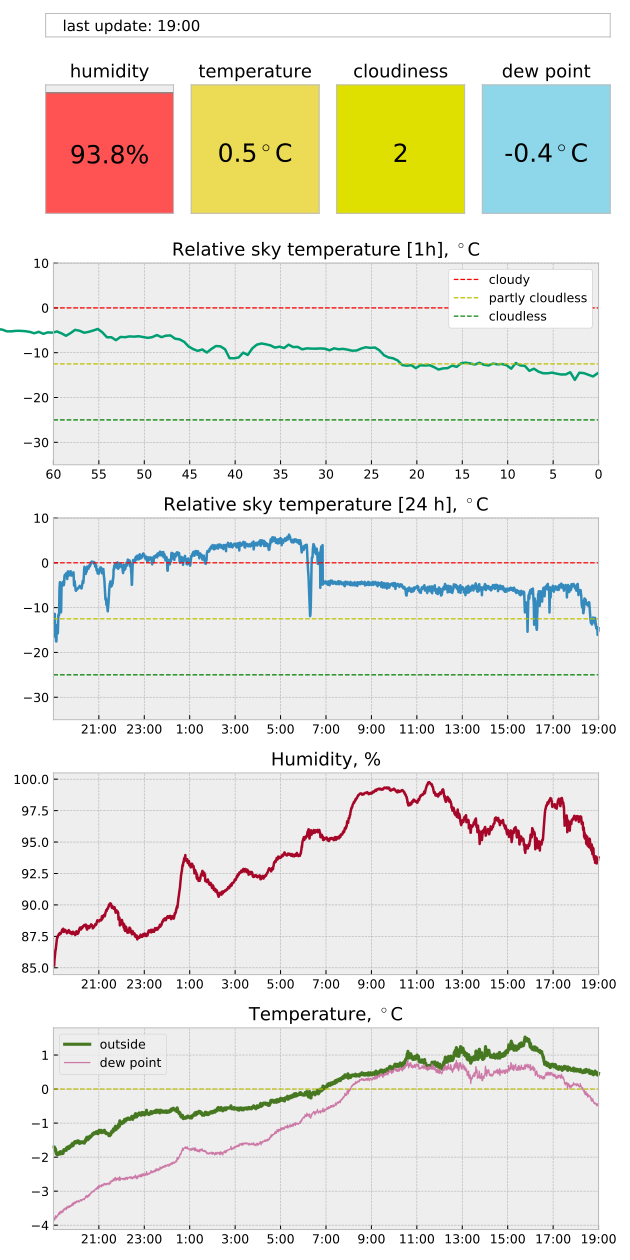 last update: 19:00
humidity temperature cloudiness dew point
93.8% 0.5°C 2 -0.4°C
Relative sky temperature [1h], °C
10
0
−10
−20
−30
cloudy
partly cloudless
cloudless
60 55 50 45 40 35 30 25 20 15 10 5 0
Relative sky temperature [24 h], °C
10
0
−10
−20
−30
21:00 23:00 1:00 3:00 5:00 7:00 9:00 11:00 13:00 15:00 17:00 19:00
Humidity, %
100.0
97.5
95.0
92.5
90.0
87.5
85.0
21:00 23:00 1:00 3:00 5:00 7:00 9:00 11:00 13:00 15:00 17:00 19:00
Temperature, °C
outside
dew point
1
0
−1
−2
−3
−4
21:00 23:00 1:00 3:00 5:00 7:00 9:00 11:00 13:00 15:00 17:00 19:00